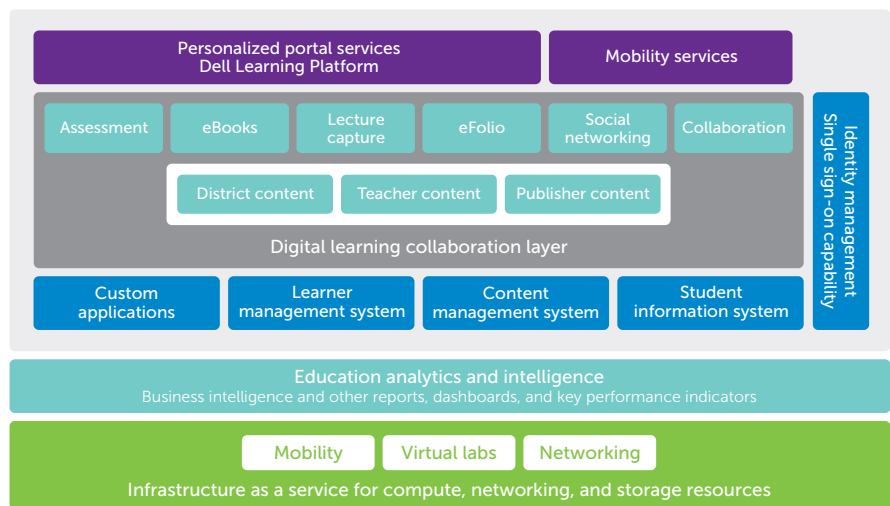 Personalized portal services
Dell Learning Platform
Mobility services
Assessment
eBooks
Lecture
capture
eFolio
Social
networking
Collaboration
District content
Teacher content
Publisher content
Digital learning collaboration layer
Identity management
Single sign-on capability
Custom
applications
Learner
management system
Content
management system
Student
information system
Education analytics and intelligence
Business intelligence and other reports, dashboards, and key performance indicators
Mobility
Virtual labs
Networking
Infrastructure as a service for compute, networking, and storage resources